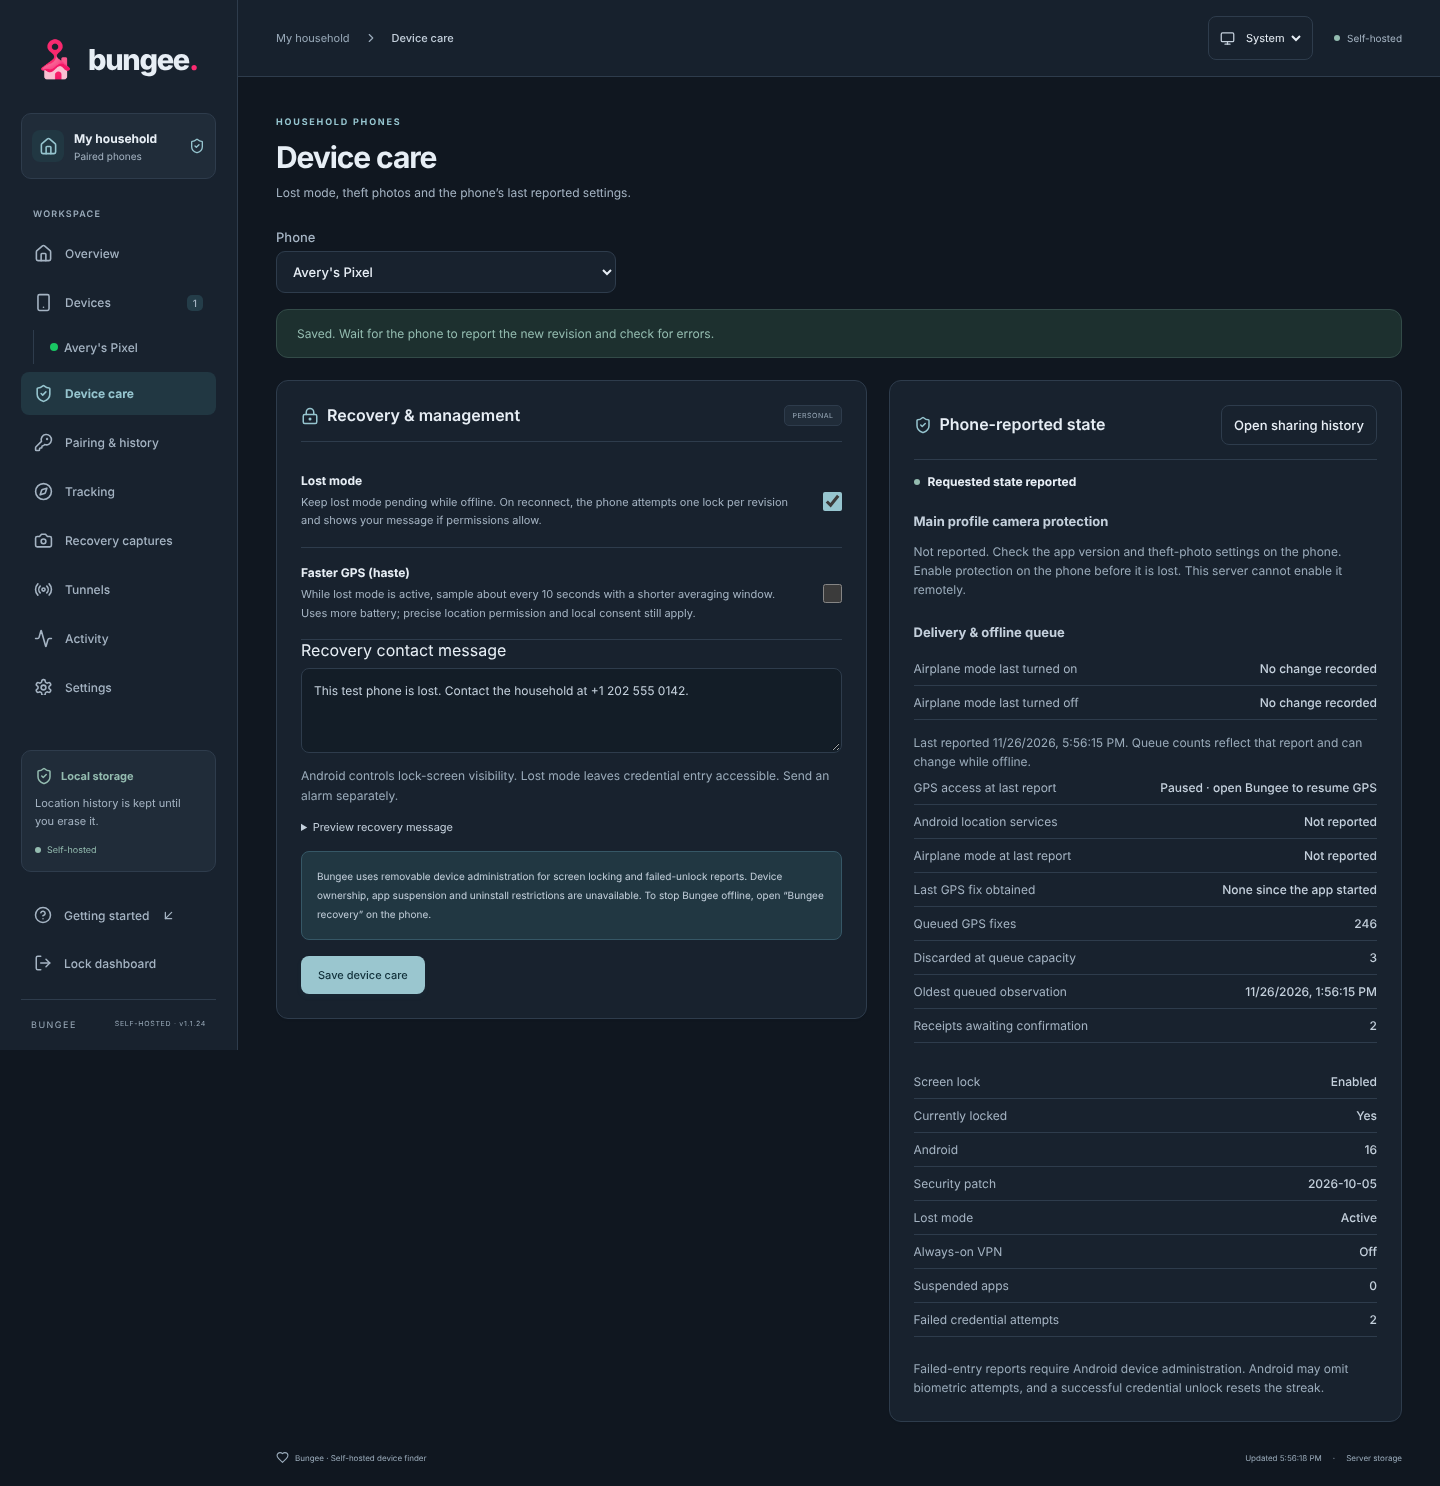 bungee.
My household
Paired phones
WORKSPACE
Overview
Devices
1
Avery's Pixel
Device care
Pairing & history
Tracking
Recovery captures
Tunnels
Activity
Settings
Local storage
Location history is kept until
you erase it.
Self-hosted
Getting started
Lock dashboard
BUNGEE
SELF-HOSTED · v1.1.24
My household
Device care
System
Self-hosted
HOUSEHOLD PHONES
Device care
Lost mode, theft photos and the phone’s last reported settings.
Phone
Avery's Pixel
Saved. Wait for the phone to report the new revision and check for errors.
Recovery & management
PERSONAL
Lost mode
Keep lost mode pending while offline. On reconnect, the phone attempts one lock per revision
and shows your message if permissions allow.
Faster GPS (haste)
While lost mode is active, sample about every 10 seconds with a shorter averaging window.
Uses more battery; precise location permission and local consent still apply.
Recovery contact message
This test phone is lost. Contact the household at +1 202 555 0142.
Android controls lock-screen visibility. Lost mode leaves credential entry accessible. Send an
alarm separately.
Preview recovery message
Bungee uses removable device administration for screen locking and failed-unlock reports. Device
ownership, app suspension and uninstall restrictions are unavailable. To stop Bungee offline, open “Bungee
recovery” on the phone.
Save device care
Phone-reported state
Open sharing history
Requested state reported
Main profile camera protection
Not reported. Check the app version and theft-photo settings on the phone.
Enable protection on the phone before it is lost. This server cannot enable it
remotely.
Delivery & offline queue
Airplane mode last turned on
No change recorded
Airplane mode last turned off
No change recorded
Last reported 11/26/2026, 5:56:15 PM. Queue counts reflect that report and can
change while offline.
GPS access at last report
Paused · open Bungee to resume GPS
Android location services
Not reported
Airplane mode at last report
Not reported
Last GPS fix obtained
None since the app started
Queued GPS fixes
246
Discarded at queue capacity
3
Oldest queued observation
11/26/2026, 1:56:15 PM
Receipts awaiting confirmation
2
Screen lock
Enabled
Currently locked
Yes
Android
16
Security patch
2026-10-05
Lost mode
Active
Always-on VPN
Off
Suspended apps
0
Failed credential attempts
2
Failed-entry reports require Android device administration. Android may omit
biometric attempts, and a successful credential unlock resets the streak.
Bungee · Self-hosted device finder
Updated 5:56:18 PM · Server storage